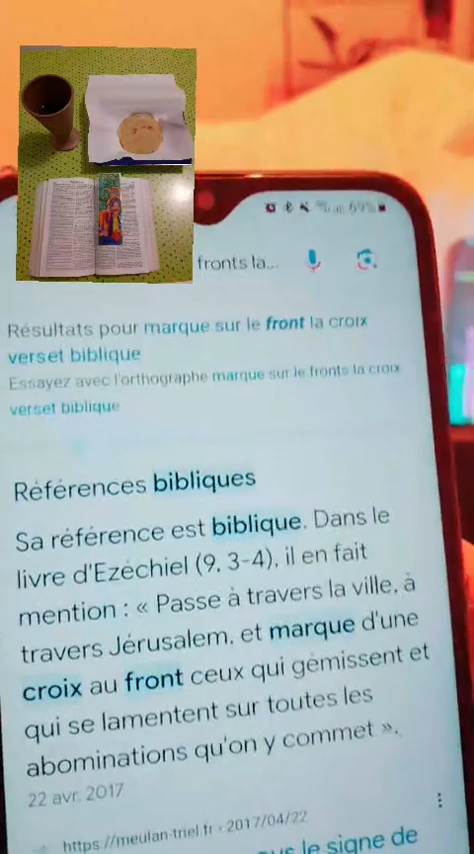 69%
fronts la...
Résultats pour marque sur le front la croix
verset biblique
Essayez avec l'orthographe marque sur le fronts la croix
verset biblique
Références bibliques
Sa référence est biblique. Dans le
livre d'Ezéchiel (9, 3-4), il en fait
mention : « Passe à travers la ville, à
travers Jérusalem, et marque d'une
croix au front ceux qui gémissent et
qui se lamentent sur toutes les
abominations qu'on y commet ».
22 avr. 2017
https://meulan-triel.fr › 2017/04/22
le signe de